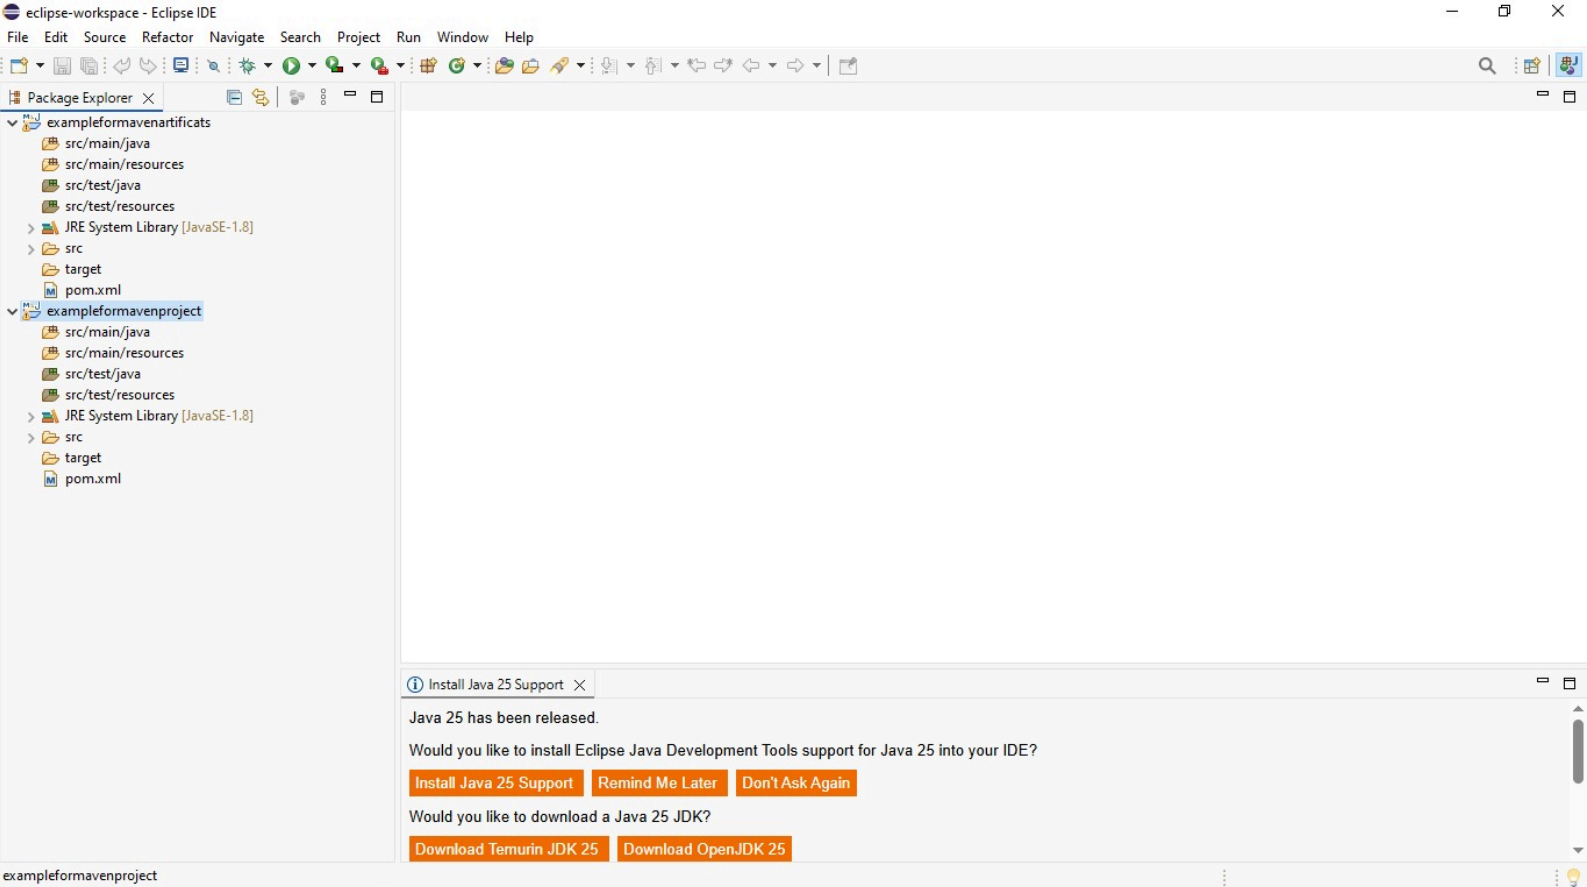 eclipse-workspace - Eclipse IDE
File Edit Source Refactor Navigate Search Project Run Window Help
Package Explorer
exampleformavenartificats
src/main/java
src/main/resources
src/test/java
src/test/resources
JRE System Library [JavaSE-1.8]
src
target
pom.xml
exampleformavenproject
src/main/java
src/main/resources
src/test/java
src/test/resources
JRE System Library [JavaSE-1.8]
src
target
pom.xml
Install Java 25 Support
Java 25 has been released.
Would you like to install Eclipse Java Development Tools support for Java 25 into your IDE?
Install Java 25 Support Remind Me Later Don't Ask Again
Would you like to download a Java 25 JDK?
Download Temurin JDK 25 Download OpenJDK 25
exampleformavenproject